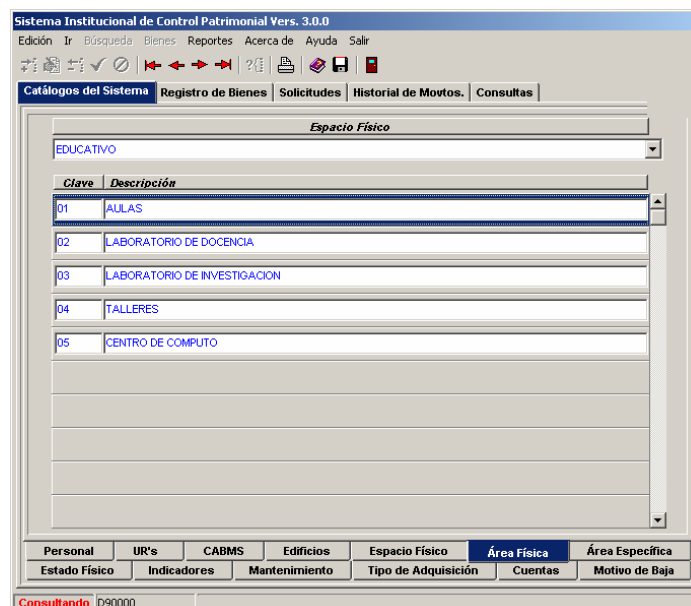 Sistema Institucional de Control Patrimonial Vers. 3.0.0
Edición Ir Búsqueda Bienes Reportes Acerca de Ayuda Salir
Catálogos del Sistema Registro de Bienes Solicitudes Historial de Movtos. Consultas
Espacio Físico
EDUCATIVO
Clave Descripción
01 AULAS
02 LABORATORIO DE DOCENCIA
03 LABORATORIO DE INVESTIGACION
04 TALLERES
05 CENTRO DE COMPUTO
Personal UR's CABMS Edificios Espacio Físico Área Física Área Específica
Estado Físico Indicadores Mantenimiento Tipo de Adquisición Cuentas Motivo de Baja
Consultando D90000